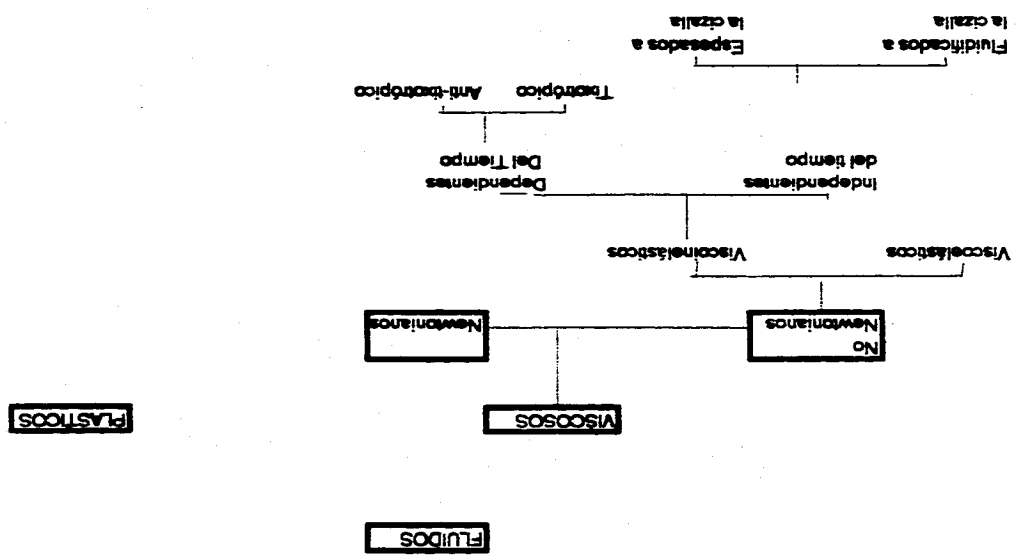 FLUIDOS
VISCOSOS
PLASTICOS
No
Newtonianos
Newtonianos
Viscoelásticos
Viscoinelásticos
Independientes
del tiempo
Dependientes
Del Tiempo
Tixotrópico
Anti-tixotrópico
Fluidificados a
la cizalla
Espesados a
la cizalla